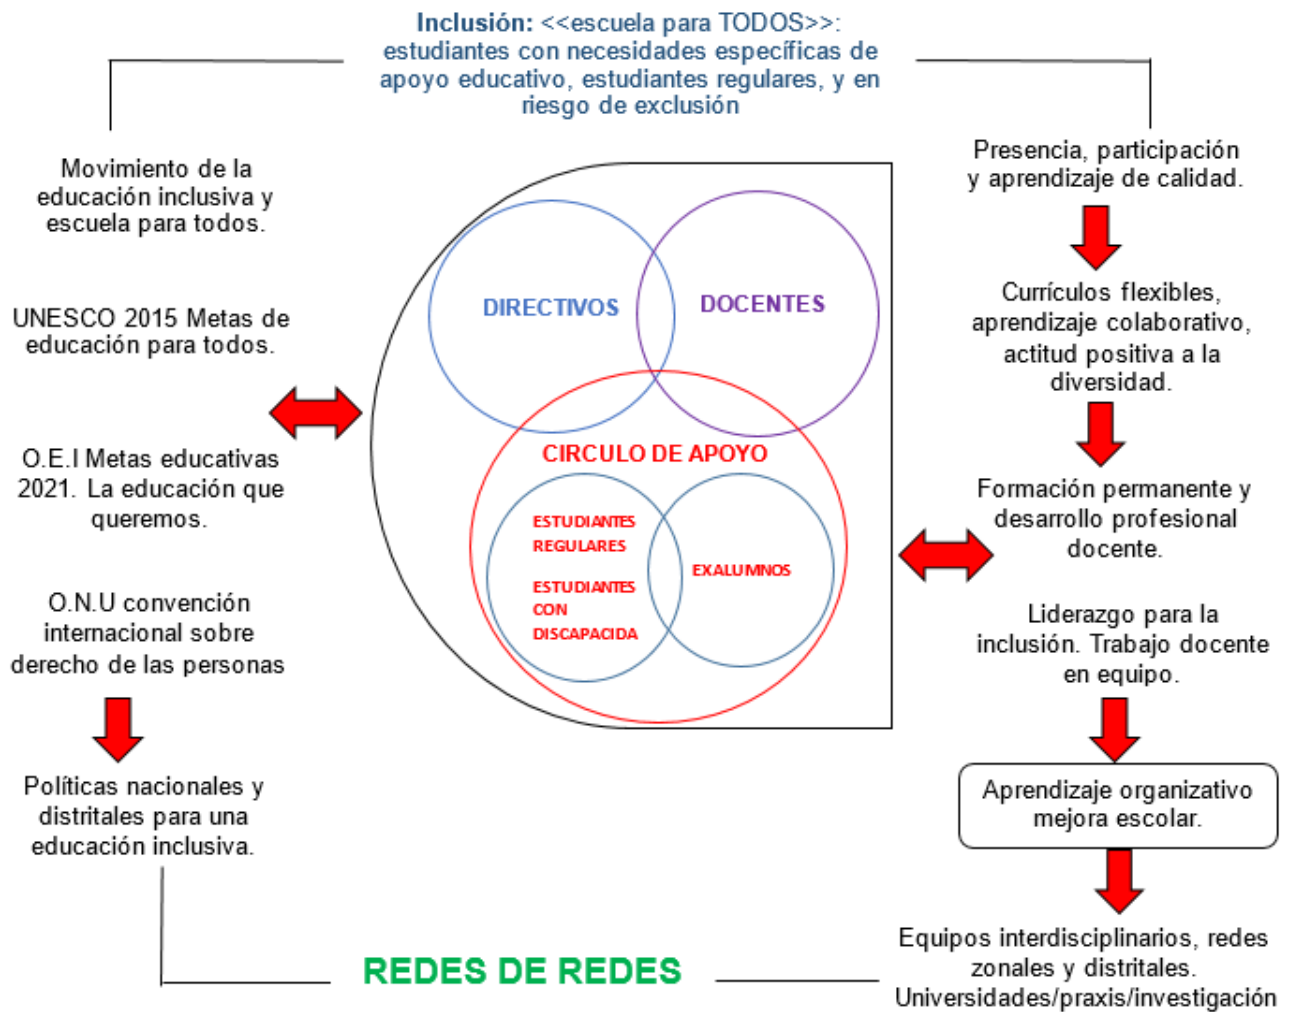 Inclusión: <<escuela para TODOS>>:
estudiantes con necesidades específicas de
apoyo educativo, estudiantes regulares, y en
riesgo de exclusión
Movimiento de la
educación inclusiva y
escuela para todos.
UNESCO 2015 Metas de
educación para todos.
O.E.I Metas educativas
2021. La educación que
queremos.
O.N.U convención
internacional sobre
derecho de las personas
Políticas nacionales y
distritales para una
educación inclusiva.
DIRECTIVOS
DOCENTES
CIRCULO DE APOYO
ESTUDIANTES
REGULARES
ESTUDIANTES
CON
DISCAPACIDA
EXALUMNOS
Presencia, participación
y aprendizaje de calidad.
Currículos flexibles,
aprendizaje colaborativo,
actitud positiva a la
diversidad.
Formación permanente y
desarrollo profesional
docente.
Liderazgo para la
inclusión. Trabajo docente
en equipo.
Aprendizaje organizativo
mejora escolar.
Equipos interdisciplinarios, redes
zonales y distritales.
Universidades/praxis/investigación
REDES DE REDES